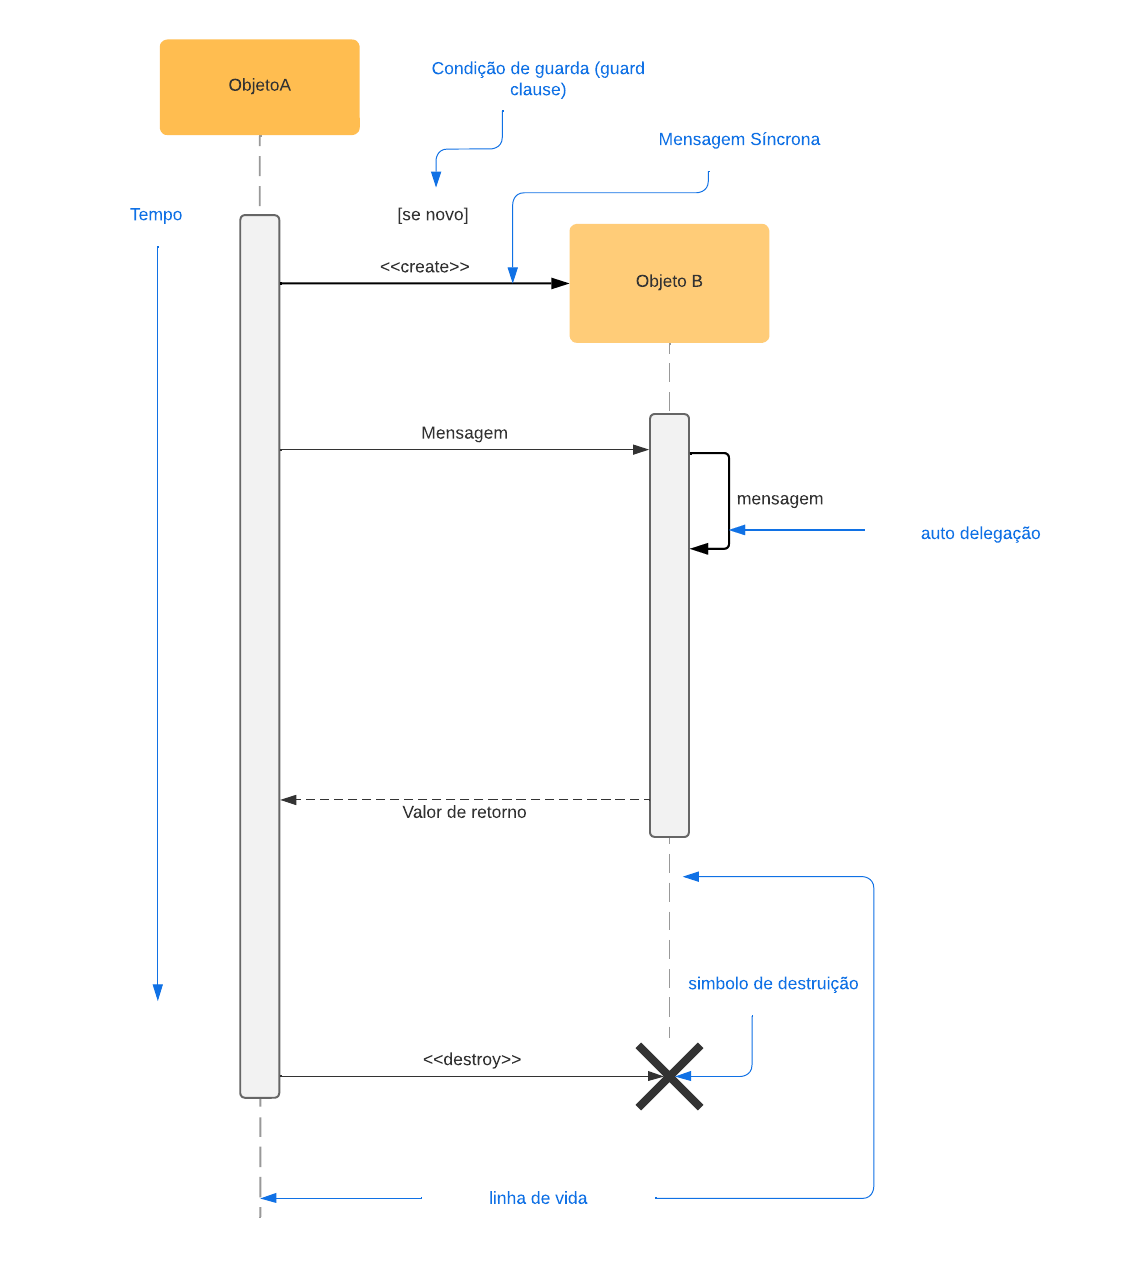 ObjetoA
Condição de guarda (guard
clause)
Mensagem Síncrona
Tempo
[se novo]
<<create>>
Objeto B
Mensagem
mensagem
auto delegação
Valor de retorno
simbolo de destruição
<<destroy>>
linha de vida